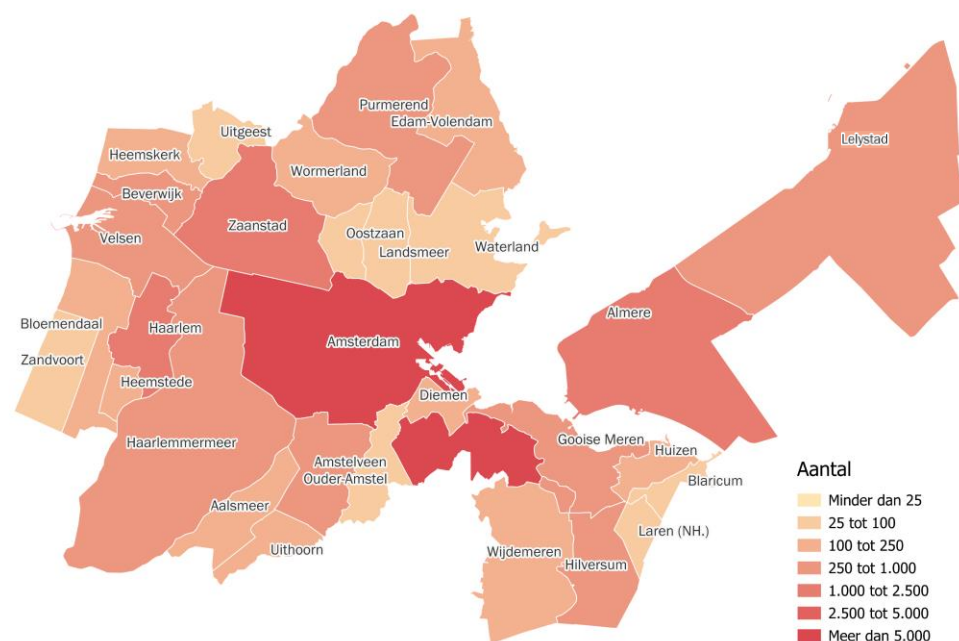 Purmerend
Edam-Volendam
Uitgeest
Lelystad
Heemskerk
Wormerland
Beverwijk
Zaanstad
Oostzaan
Velsen
Landsmeer
Waterland
Almere
Bloemendaal
Haarlem
Amsterdam
Zandvoort
Heemstede
Diemen
Haarlemmermeer
Gooise Meren
Huizen
Amstelveen
Ouder-Amstel
Blaricum
Aalsmeer
Laren (NH.)
Uithoorn
Wijdemeren
Hilversum
Aantal
Minder dan 25
25 tot 100
100 tot 250
250 tot 1.000
1.000 tot 2.500
2.500 tot 5.000
Meer dan 5.000